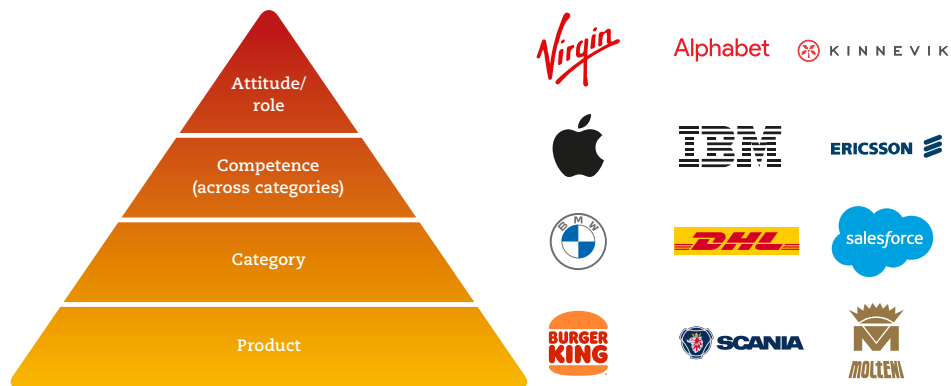 Attitude/
role
Virgin
Alphabet
KINNEVIK
Competence
(across categories)
IBM
ERICSSON
Category
BMW
DHL
salesforce
Product
BURGER
KING
SCANIA
M
MOLTENI